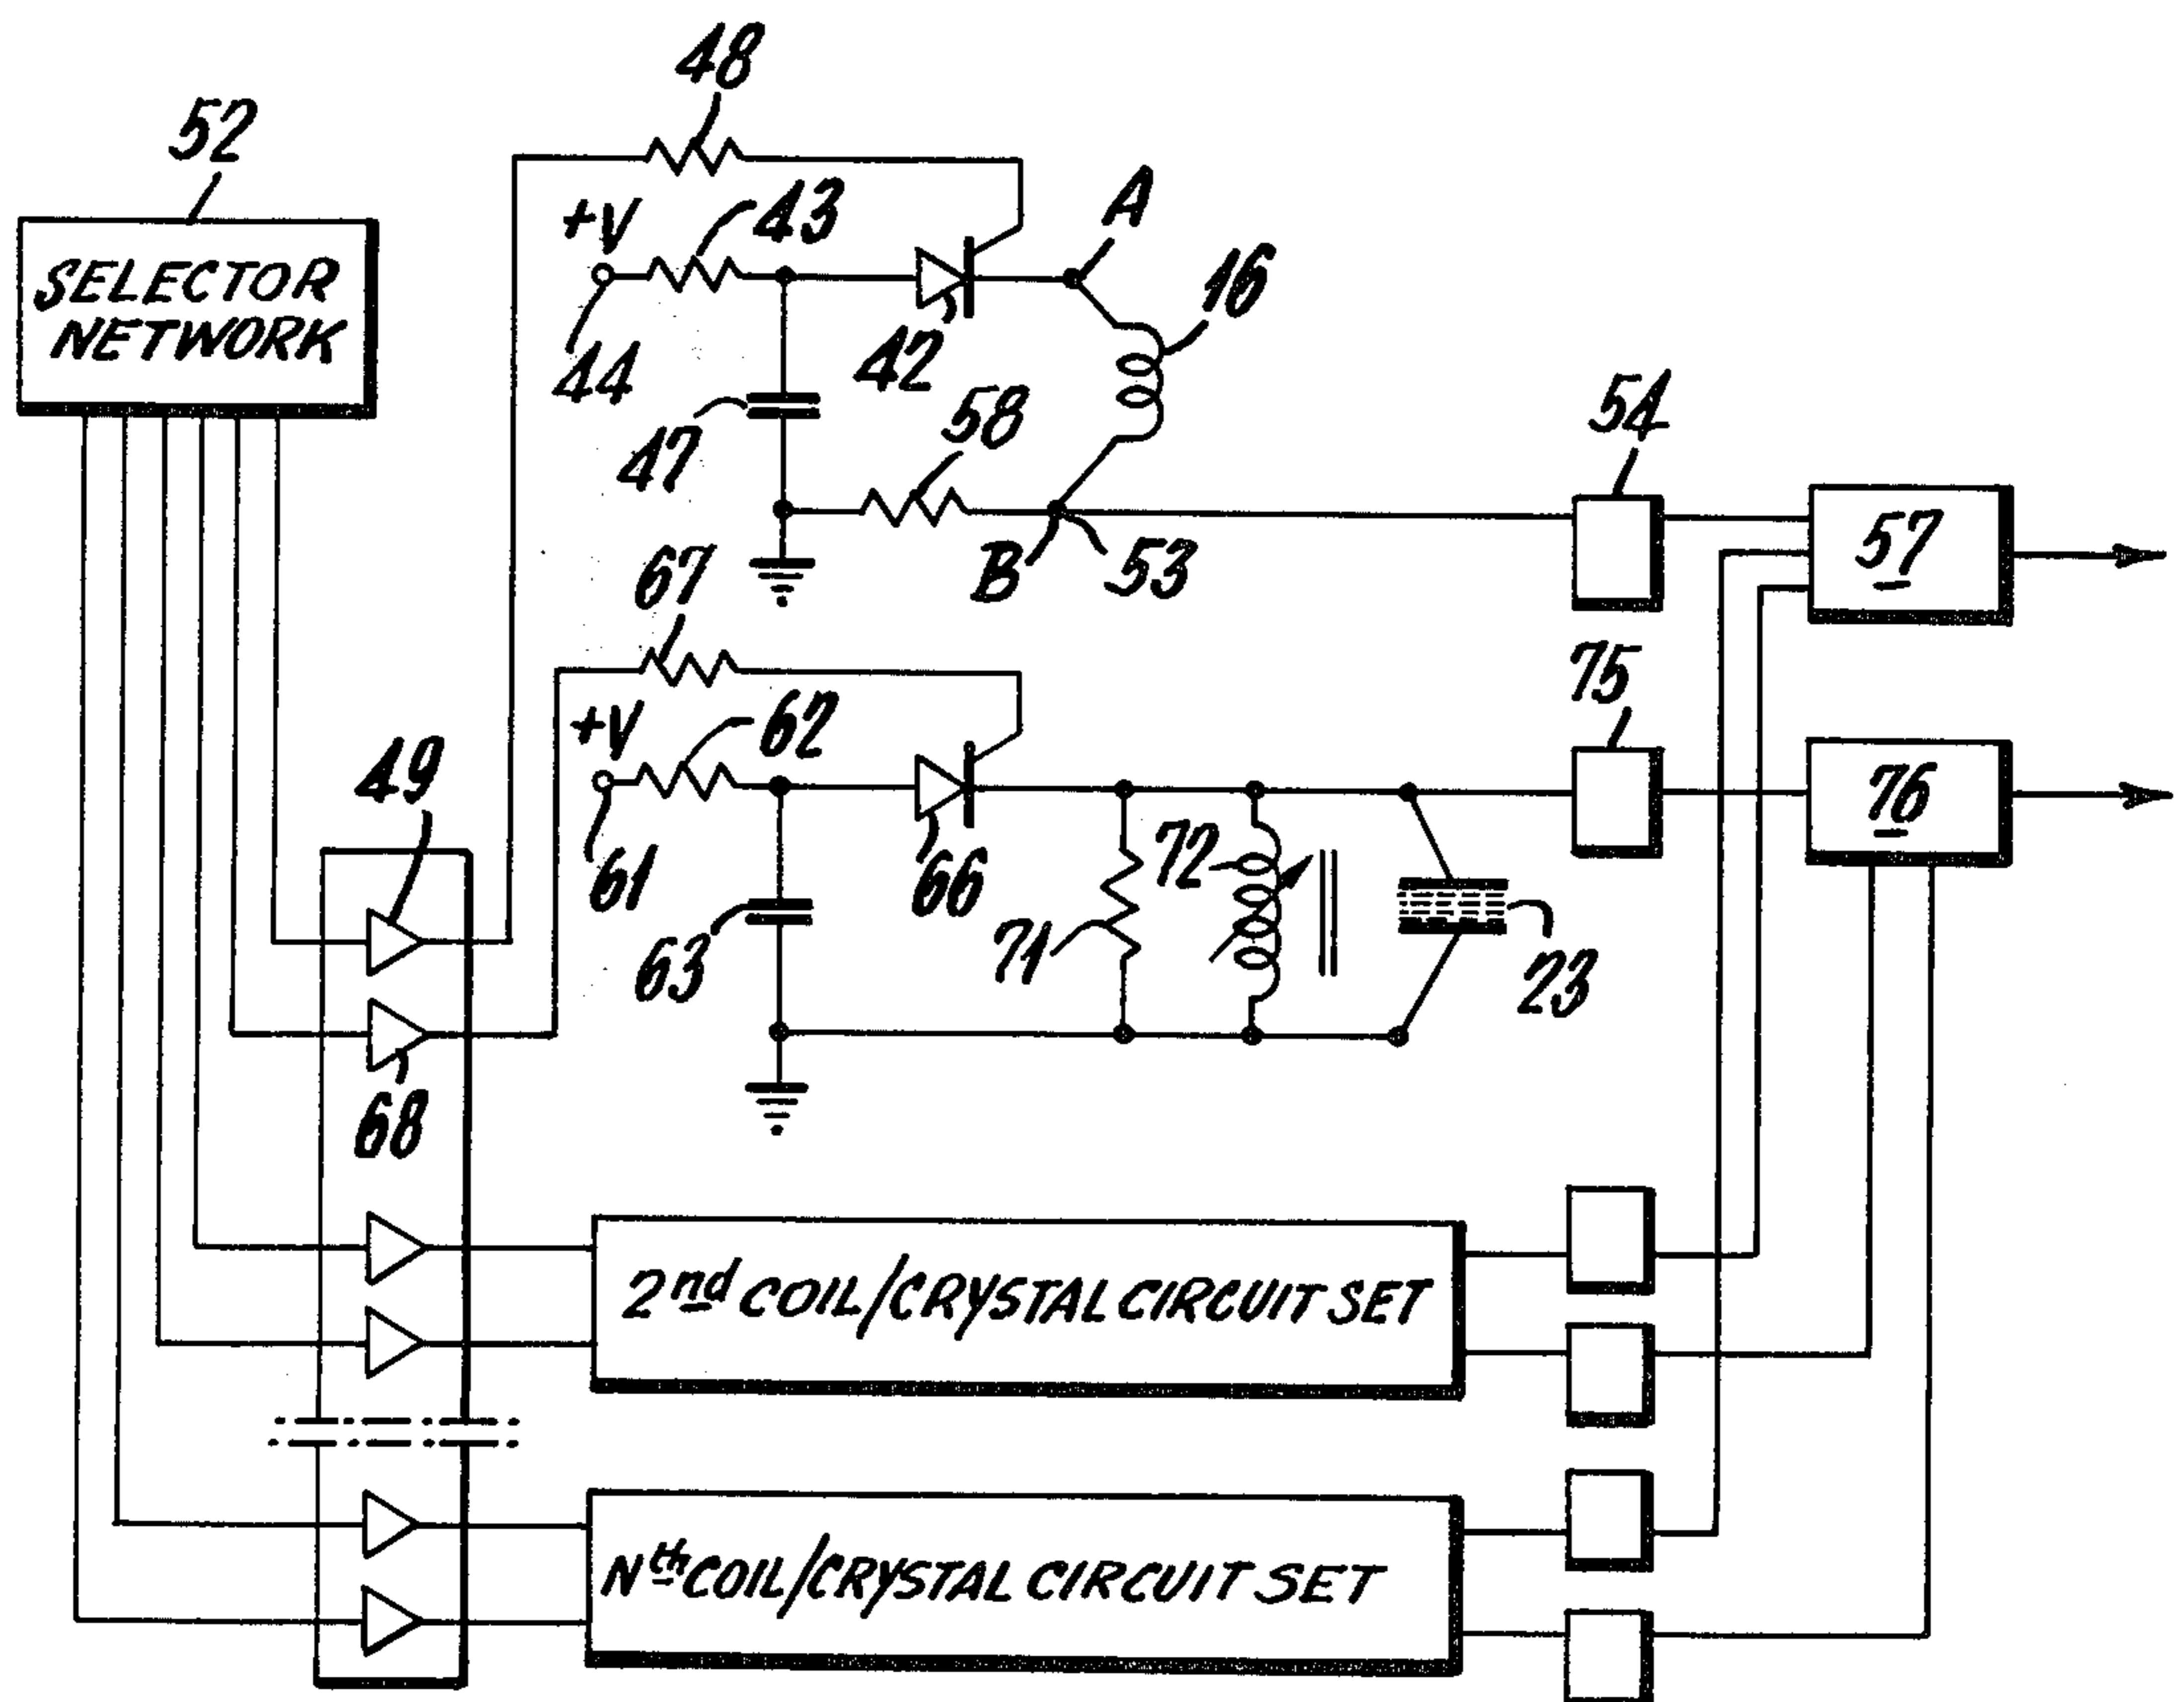 48
52
SELECTOR
NETWORK
+V
43
A
16
44
42
47
58
54
B
53
57
67
75
+V
62
49
61
66
72
76
63
71
23
68
2nd COIL/CRYSTAL CIRCUIT SET
Nth COIL/CRYSTAL CIRCUIT SET